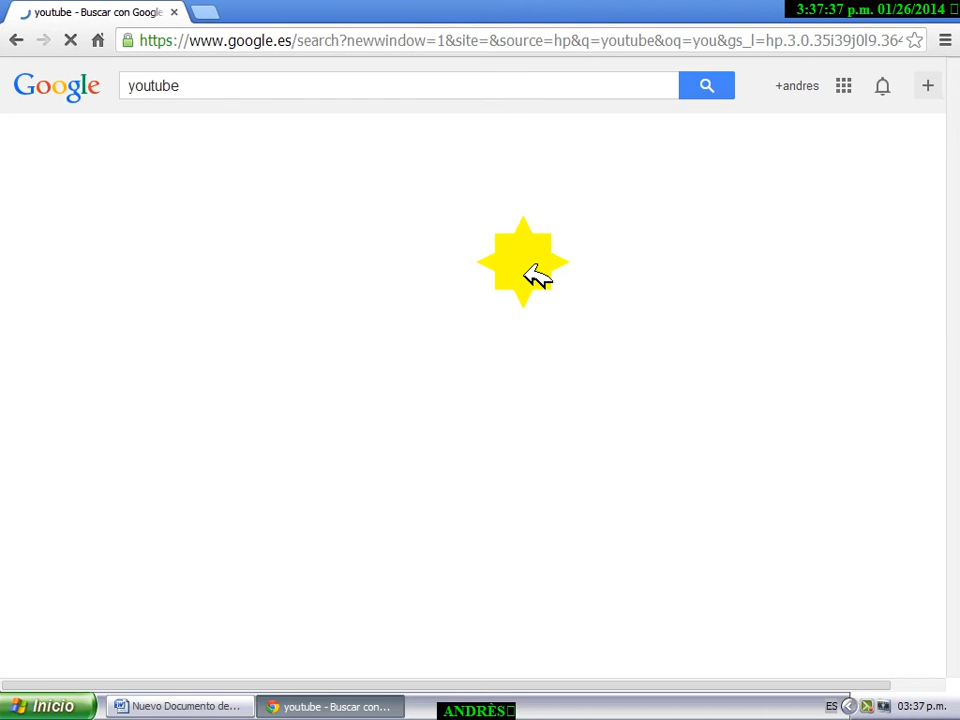 youtube - Buscar con Google
3:37:37 p.m. 01/26/2014
https://www.google.es/search?newwindow=1&site=&source=hp&q=youtube&oq=you&gs_l=hp.3.0.35i39j0l9.364
Google
youtube
+andres
Inicio
Nuevo Documento de...
youtube - Buscar con...
ANDRÈS
ES
03:37 p.m.